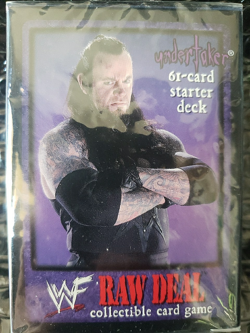 undertaker®
61-card
starter
deck
WF RAW DEAL
collectible card game